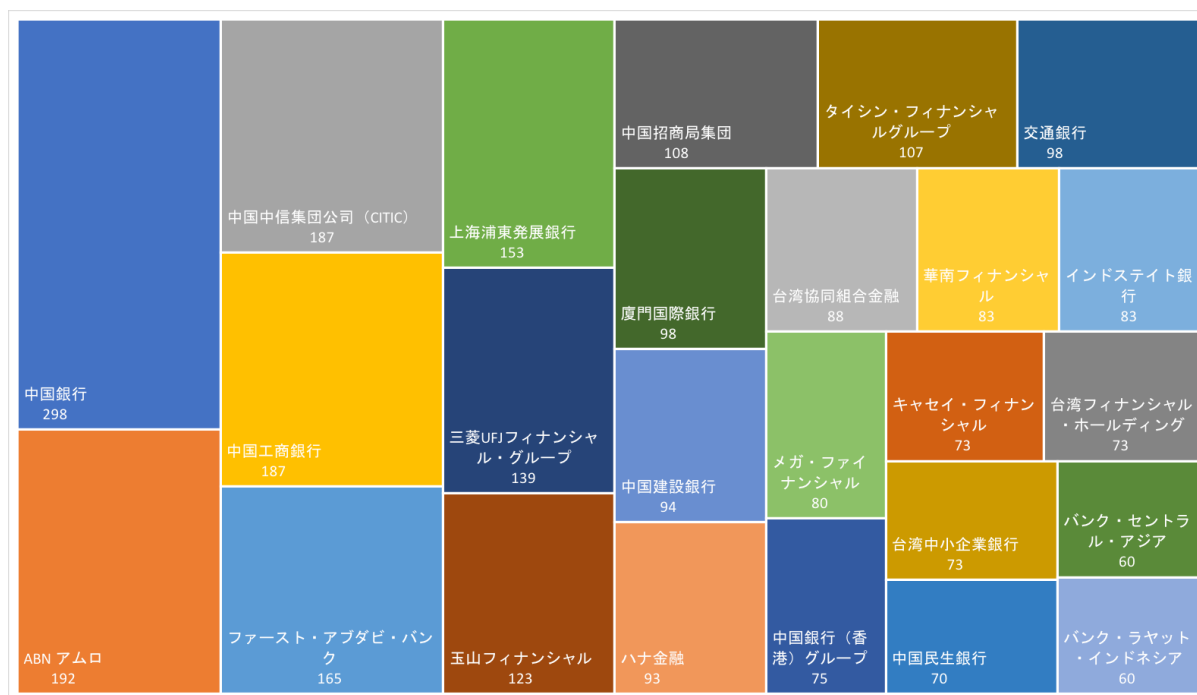 中国銀行
298
ABN アムロ
192
中国中信集団公司（CITIC）
187
中国工商銀行
187
ファースト・アブダビ・バン
ク
165
上海浦東発展銀行
153
三菱UFJフィナンシャ
ル・グループ
139
玉山フィナンシャル
123
中国招商局集団
108
タイシン・フィナンシャ
ルグループ
107
交通銀行
98
廈門国際銀行
98
中国建設銀行
94
ハナ金融
93
台湾協同組合金融
88
華南フィナンシャ
ル
83
インドステイト銀
行
83
メガ・ファイ
ナンシャル
80
中国銀行（香
港）グループ
75
キャセイ・フィナン
シャル
73
台湾フィナンシャル
・ホールディング
73
台湾中小企業銀行
73
中国民生銀行
70
バンク・セントラ
ル・アジア
60
バンク・ラヤット
・インドネシア
60